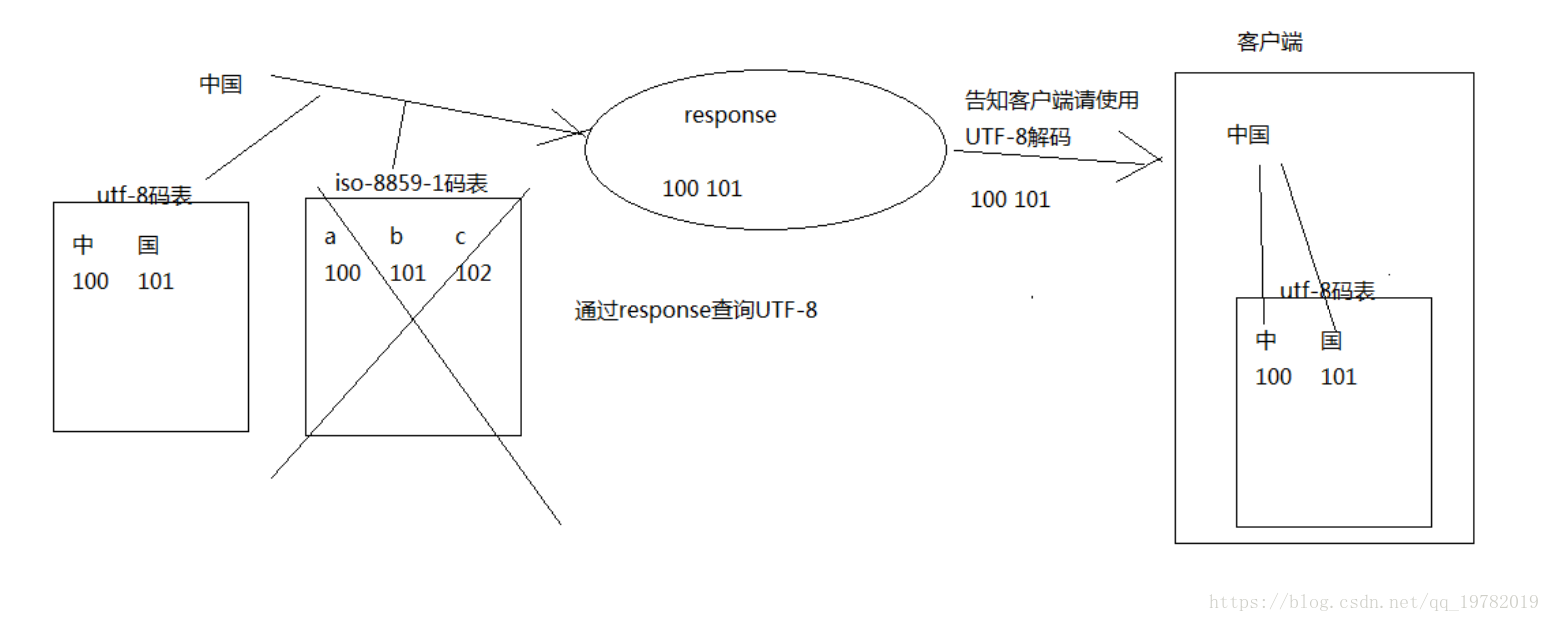 客户端
中国
response
告知客户端请使用
UTF-8解码
中国
utf-8码表
iso-8859-1码表
100 101
100 101
中 国
100 101
a b c
100 101 102
通过response查询UTF-8
utf-8码表
中 国
100 101
https://blog.csdn.net/qq_19782019